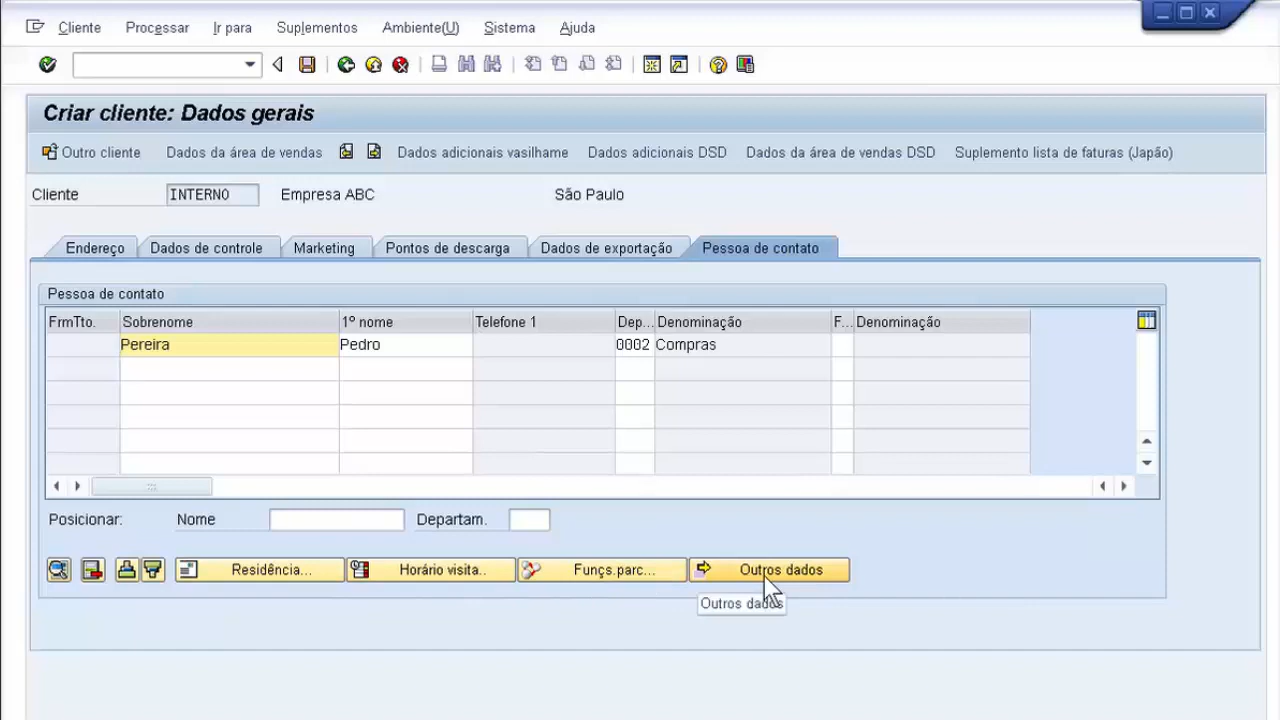 Cliente Processar Ir para Suplementos Ambiente(U) Sistema Ajuda
Criar cliente: Dados gerais
Outro cliente Dados da área de vendas Dados adicionais vasilhame Dados adicionais DSD Dados da área de vendas DSD Suplemento lista de faturas (Japão)
Cliente INTERNO Empresa ABC São Paulo
Endereço Dados de controle Marketing Pontos de descarga Dados de exportação Pessoa de contato
Pessoa de contato
FrmTto. Sobrenome 1º nome Telefone 1 Dep... Denominação F... Denominação
Pereira Pedro 0002 Compras
Posicionar: Nome Departam.
Residência... Horário visita.. Funçs.parc... Outros dados
Outros dados